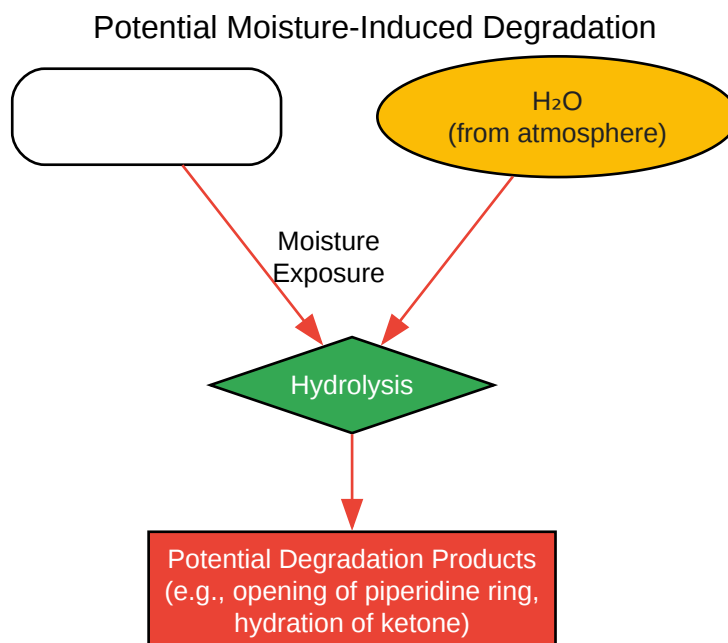 Potential Moisture-Induced Degradation
H₂O
(from atmosphere)
Moisture
Exposure
Hydrolysis
Potential Degradation Products
(e.g., opening of piperidine ring,
hydration of ketone)